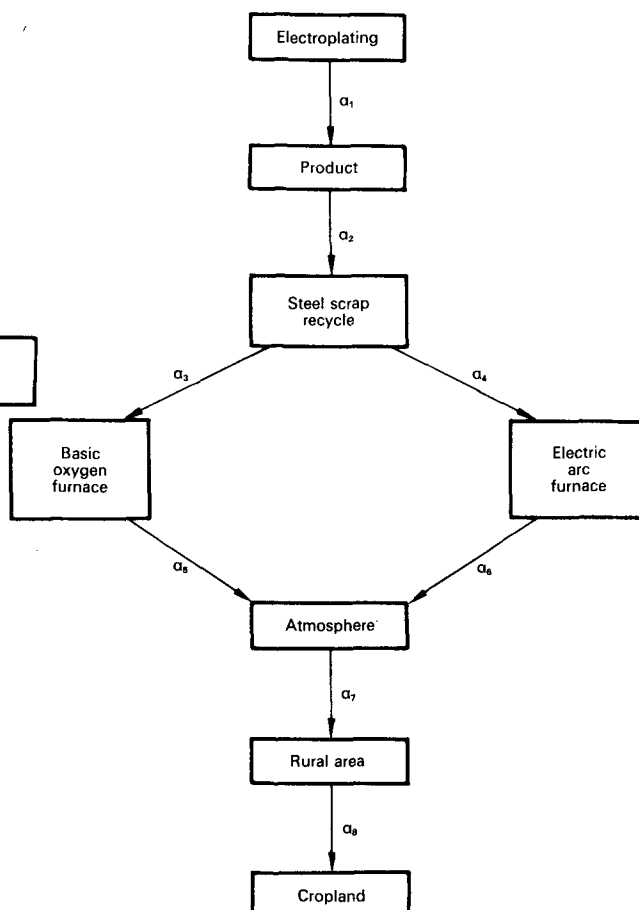 Electroplating
α₁
Product
α₂
Steel scrap
recycle
α₃
α₄
Basic
oxygen
furnace
Electric
arc
furnace
α₅
α₆
Atmosphere
α₇
Rural area
α₈
Cropland